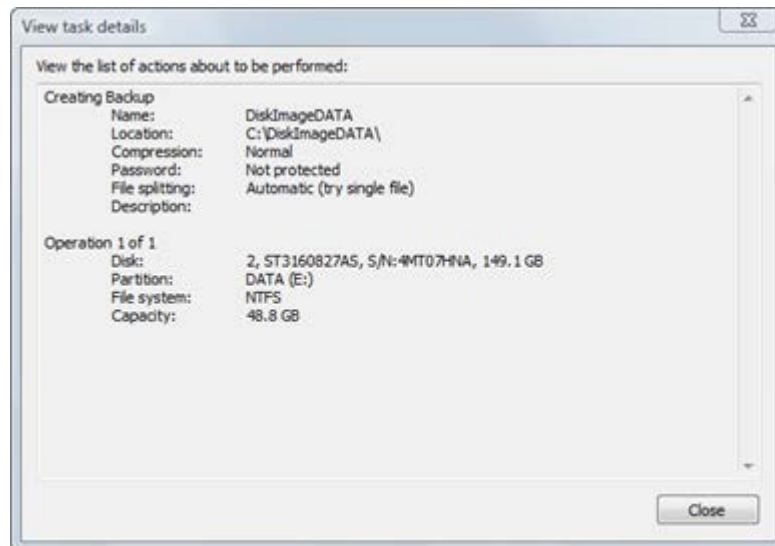 View task details
View the list of actions about to be performed:
Creating Backup
Name: DiskImageDATA
Location: C:\DiskImageDATA\
Compression: Normal
Password: Not protected
File splitting: Automatic (try single file)
Description:
Operation 1 of 1
Disk: 2, ST3160827AS, S/N:4MT07HNA, 149.1 GB
Partition: DATA (E:)
File system: NTFS
Capacity: 48.8 GB
Close